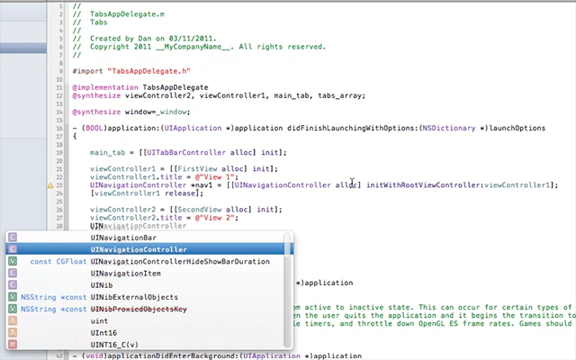 //
// TabsAppDelegate.m
// Tabs
//
// Created by Dan on 03/11/2011.
// Copyright 2011 __MyCompanyName__. All rights reserved.
//
#import "TabsAppDelegate.h"
@implementation TabsAppDelegate
@synthesize viewController2, viewController1, main_tab, tabs_array;
@synthesize window=_window;
- (BOOL)application:(UIApplication *)application didFinishLaunchingWithOptions:(NSDictionary *)launchOptions
{
main_tab = [[UITabBarController alloc] init];
viewController1 = [[FirstView alloc] init];
viewController1.title = @"View 1";
UINavigationController *nav1 = [[UINavigationController alloc] initWithRootViewController:viewController1];
[viewController1 release];
viewController2 = [[SecondView alloc] init];
viewController2.title = @"View 2";
UINavigationController
C UINavigationBar
C UINavigationController
V const CGFloat UINavigationControllerHideShowBarDuration
C UINavigationItem
C UINib
V NSString *const UINibExternalObjects
V NSString *const UINibProxiedObjectsKey
uint
UInt16
UINT16_C(v)
)application
om active to inactive state. This can occur for certain types of
en the user quits the application and it begins the transition to
le timers, and throttle down OpenGL ES frame rates. Games should
- (void)applicationDidEnterBackground:(UIApplication *)application